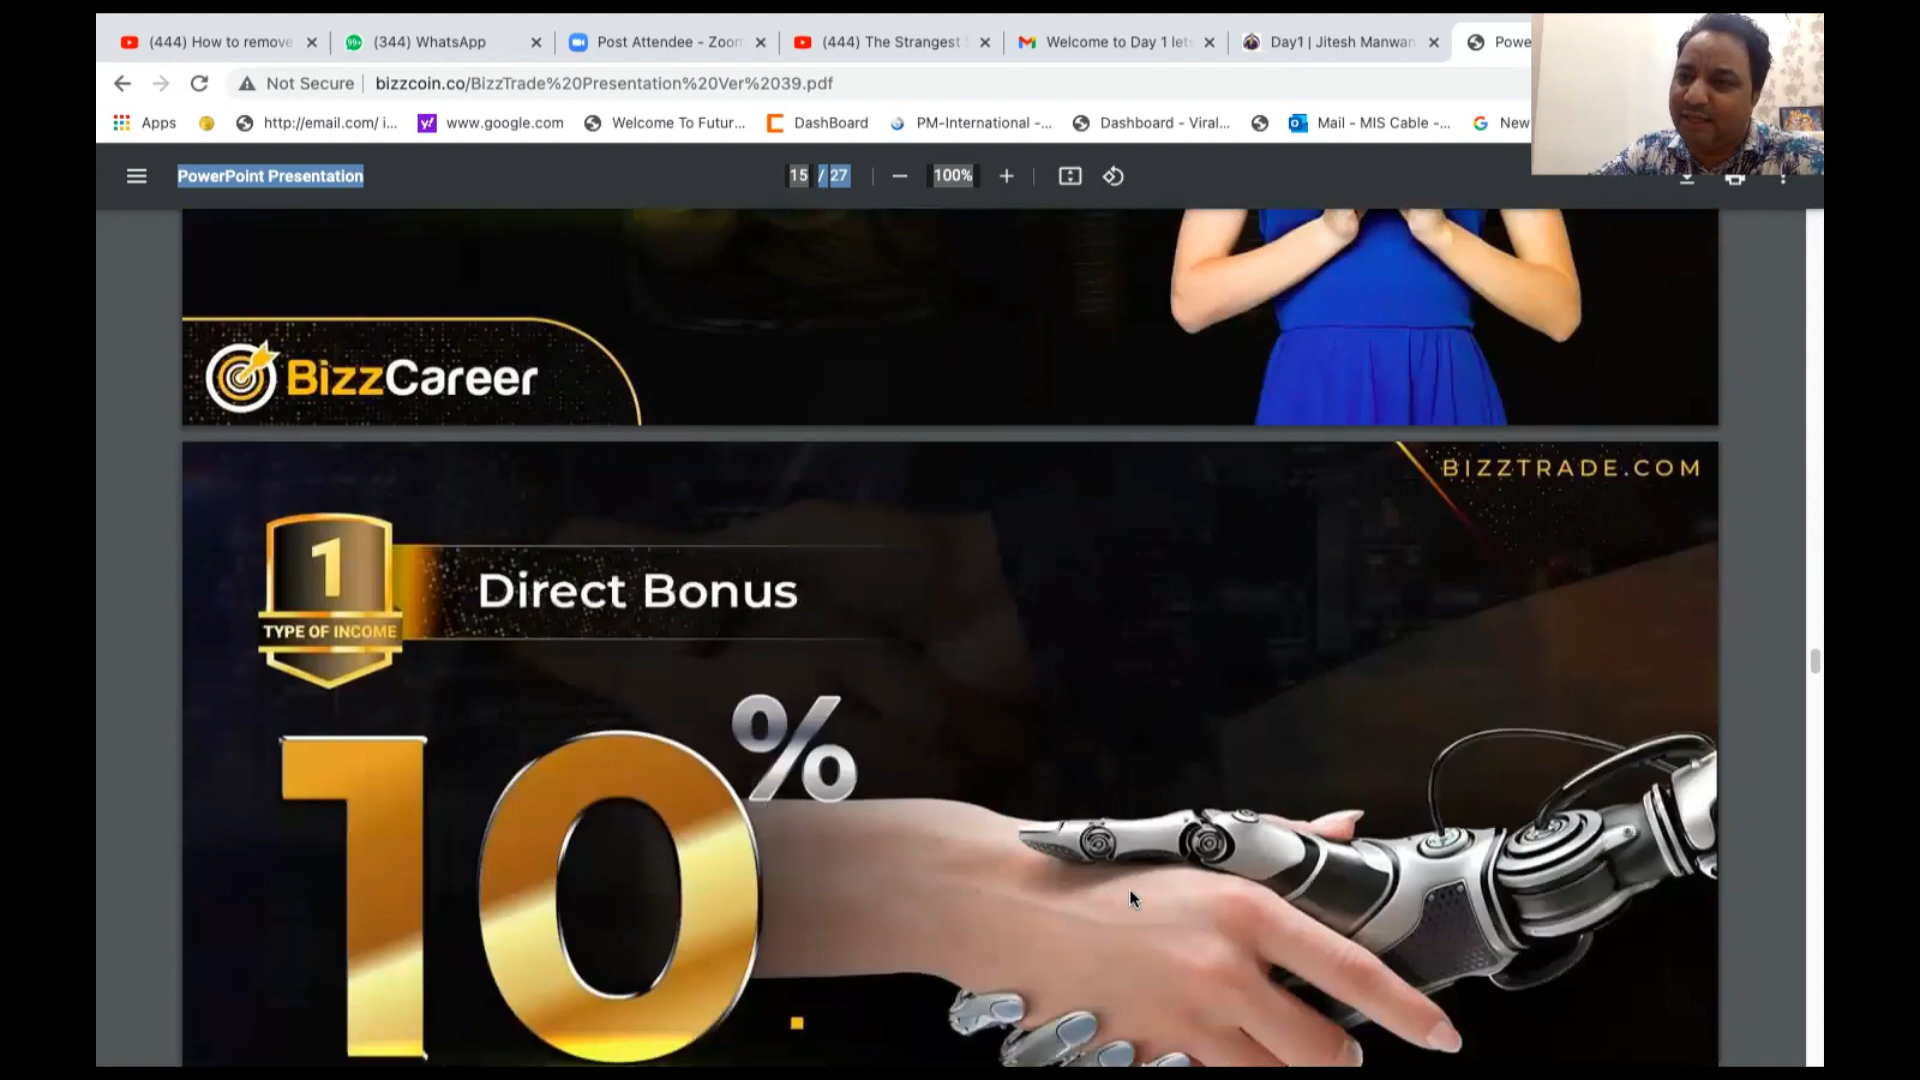 (444) How to remove
99+
(344) WhatsApp
Post Attendee - Zoom
(444) The Strangest
Welcome to Day 1 let
Day1 | Jitesh Manwan
Powe
Not Secure
bizzcoin.co/BizzTrade%20Presentation%20Ver%2039.pdf
Apps
http://email.com/ i...
www.google.com
Welcome To Futur...
DashBoard
PM-International -...
Dashboard - Viral...
Mail - MIS Cable -...
New
PowerPoint Presentation
15 / 27
100%
BizzCareer
BIZZTRADE.COM
1
TYPE OF INCOME
Direct Bonus
10%